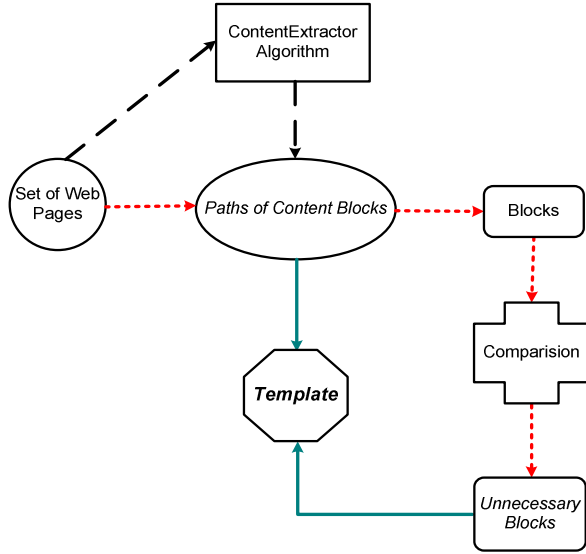 ContentExtractor
Algorithm
Set of Web
Pages
Paths of Content Blocks
Blocks
Comparision
Template
Unnecessary
Blocks